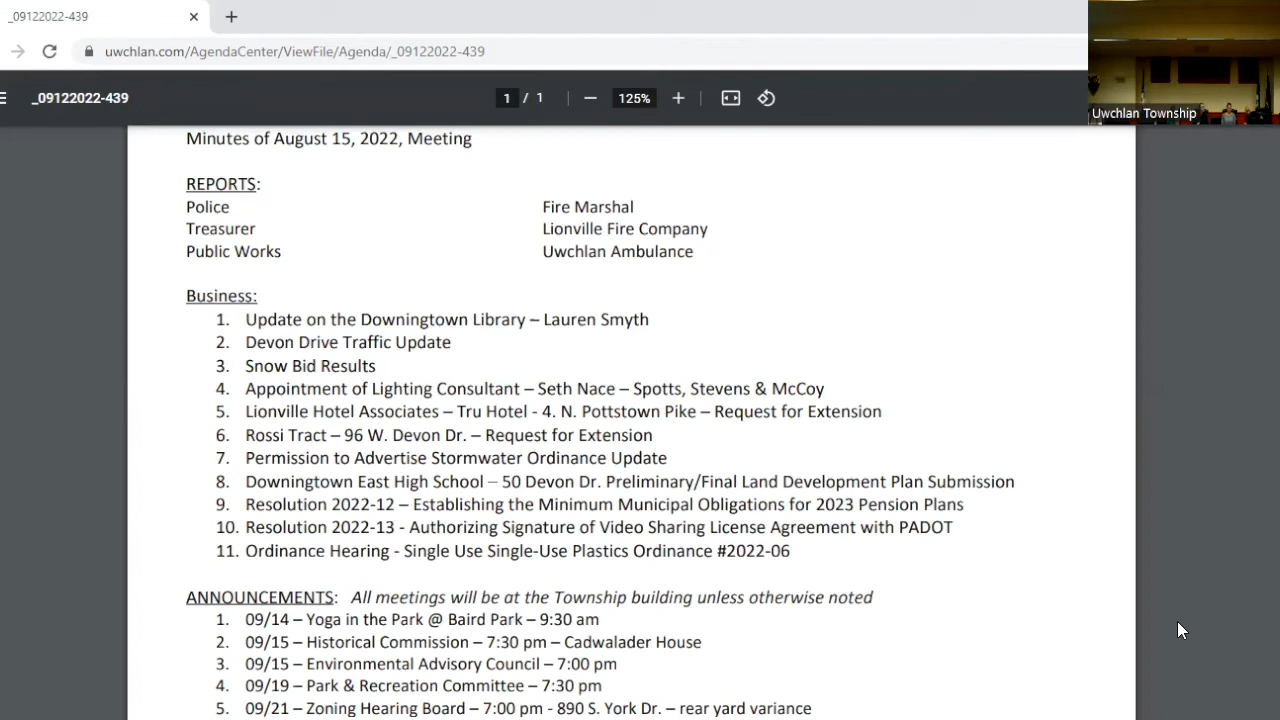 _09122022-439
uwchlan.com/AgendaCenter/ViewFile/Agenda/_09122022-439
_09122022-439
1 / 1
125%
Uwchlan Township
Minutes of August 15, 2022, Meeting
REPORTS:
Police Fire Marshal
Treasurer Lionville Fire Company
Public Works Uwchlan Ambulance
Business:
1. Update on the Downingtown Library – Lauren Smyth
2. Devon Drive Traffic Update
3. Snow Bid Results
4. Appointment of Lighting Consultant – Seth Nace – Spotts, Stevens & McCoy
5. Lionville Hotel Associates – Tru Hotel - 4. N. Pottstown Pike – Request for Extension
6. Rossi Tract – 96 W. Devon Dr. – Request for Extension
7. Permission to Advertise Stormwater Ordinance Update
8. Downingtown East High School – 50 Devon Dr. Preliminary/Final Land Development Plan Submission
9. Resolution 2022-12 – Establishing the Minimum Municipal Obligations for 2023 Pension Plans
10. Resolution 2022-13 - Authorizing Signature of Video Sharing License Agreement with PADOT
11. Ordinance Hearing - Single Use Single-Use Plastics Ordinance #2022-06
ANNOUNCEMENTS: All meetings will be at the Township building unless otherwise noted
1. 09/14 – Yoga in the Park @ Baird Park – 9:30 am
2. 09/15 – Historical Commission – 7:30 pm – Cadwalader House
3. 09/15 – Environmental Advisory Council – 7:00 pm
4. 09/19 – Park & Recreation Committee – 7:30 pm
5. 09/21 – Zoning Hearing Board – 7:00 pm - 890 S. York Dr. – rear yard variance